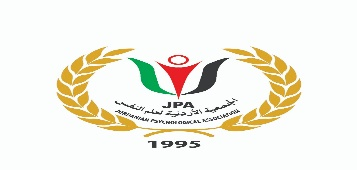 JPA
الجمعية الأردنية لعلم النفس
JORDANIAN PSYCHOLOGICAL ASSOCIATION
1995